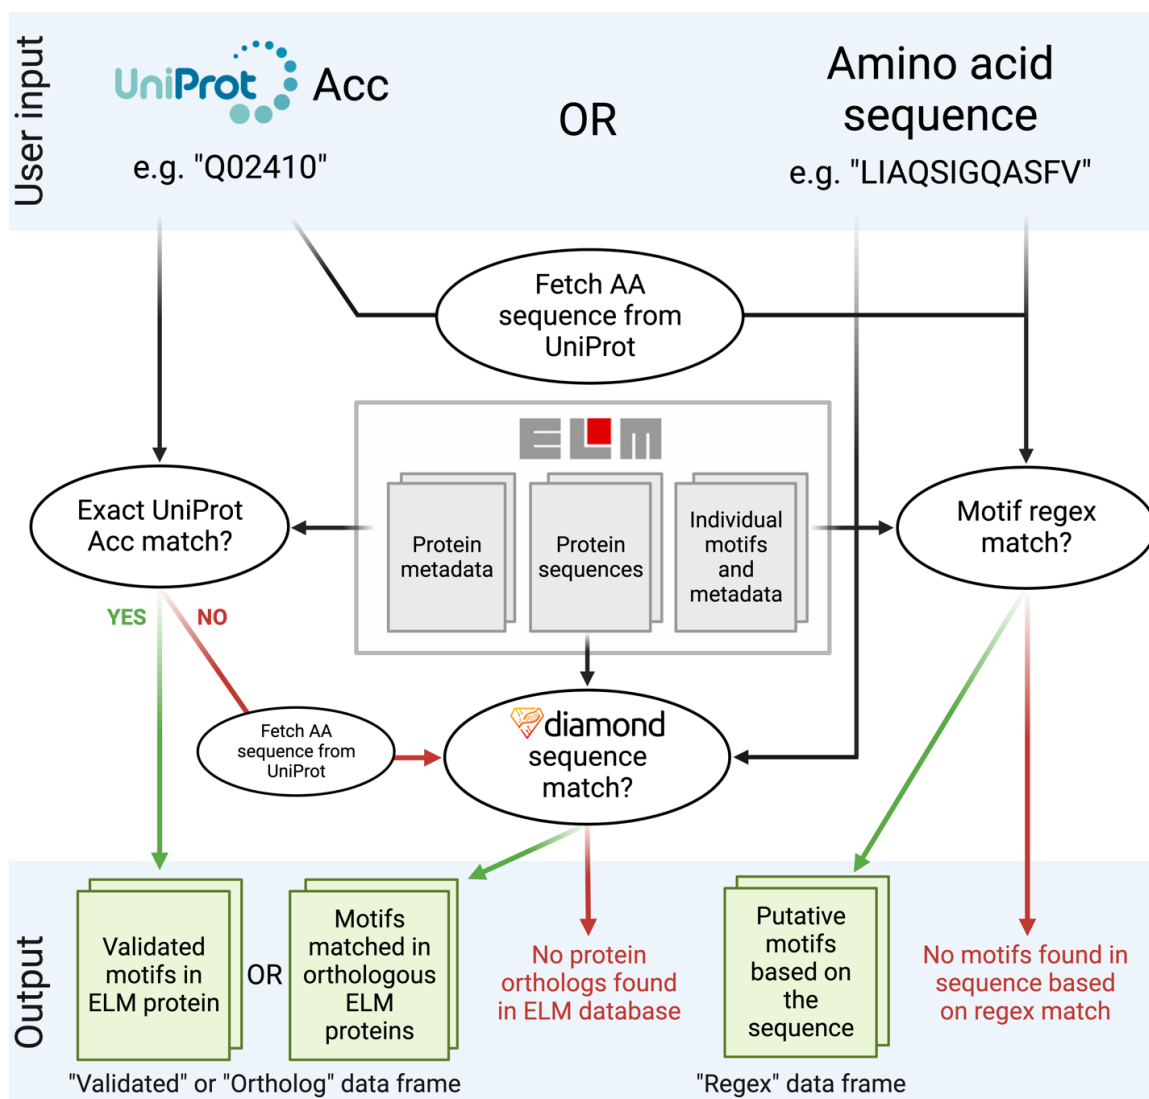 User input
UniProt Acc
e.g. "Q02410"
OR
Amino acid
sequence
e.g. "LIAQSIGQASFV"
Fetch AA
sequence from
UniProt
ELM
Protein
metadata
Protein
sequences
Individual
motifs
and
metadata
Exact UniProt
Acc match?
Motif regex
match?
YES
NO
Fetch AA
sequence from
UniProt
diamond
sequence
match?
Output
Validated
motifs in
ELM protein
OR
Motifs
matched in
orthologous
ELM
proteins
No protein
orthologs found
in ELM database
Putative
motifs
based on
the
sequence
No motifs found in
sequence based
on regex match
"Validated" or "Ortholog" data frame
"Regex" data frame